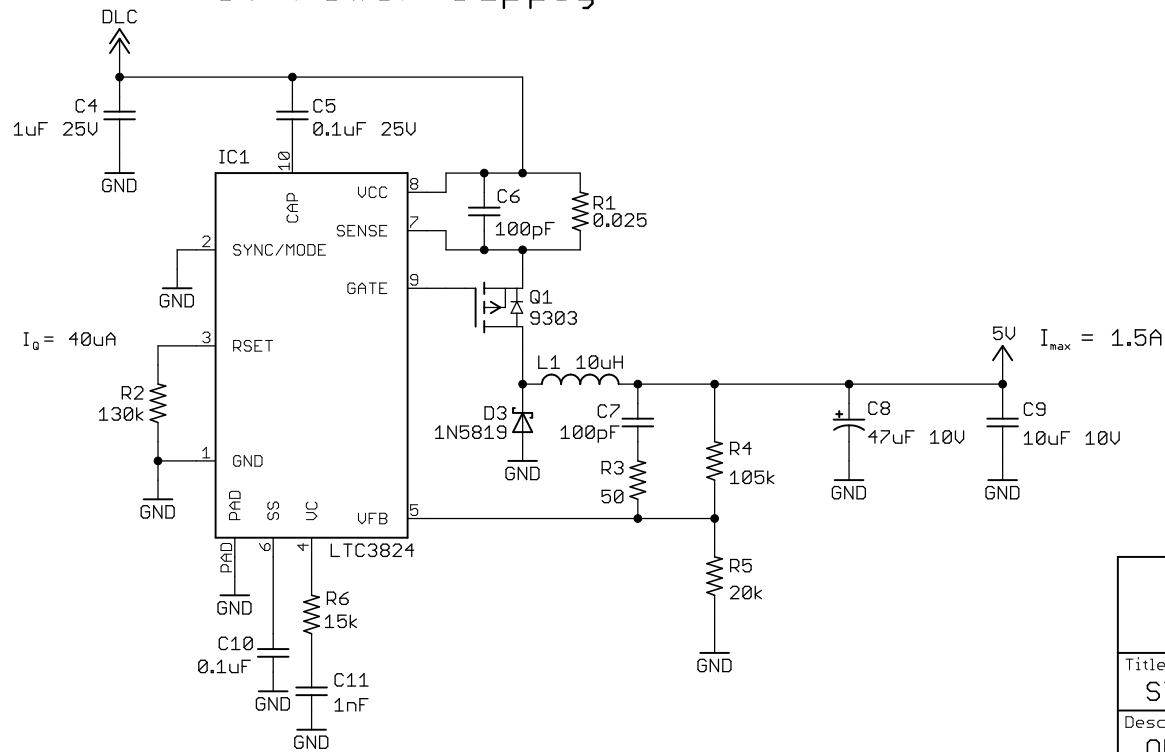 DLC
C4
1uF 25V
GND
C5
0.1uF 25V
IC1
10
CAP
VCC
8
C6
100pF
R1
0.025
SENSE
7
2
SYNC/MODE
GND
GATE
9
Q1
9303
I_Q = 40uA
3
RSET
R2
130k
1
GND
GND
L1 10uH
5V
I_max = 1.5A
D3
1N5819
GND
C7
100pF
R3
50
R4
105k
C8
47uF 10V
GND
C9
10uF 10V
GND
PAD
SS
VC
VFB
5
PAD
6
4
LTC3824
GND
R6
15k
R5
20k
GND
C10
0.1uF
GND
C11
1nF
GND
Title